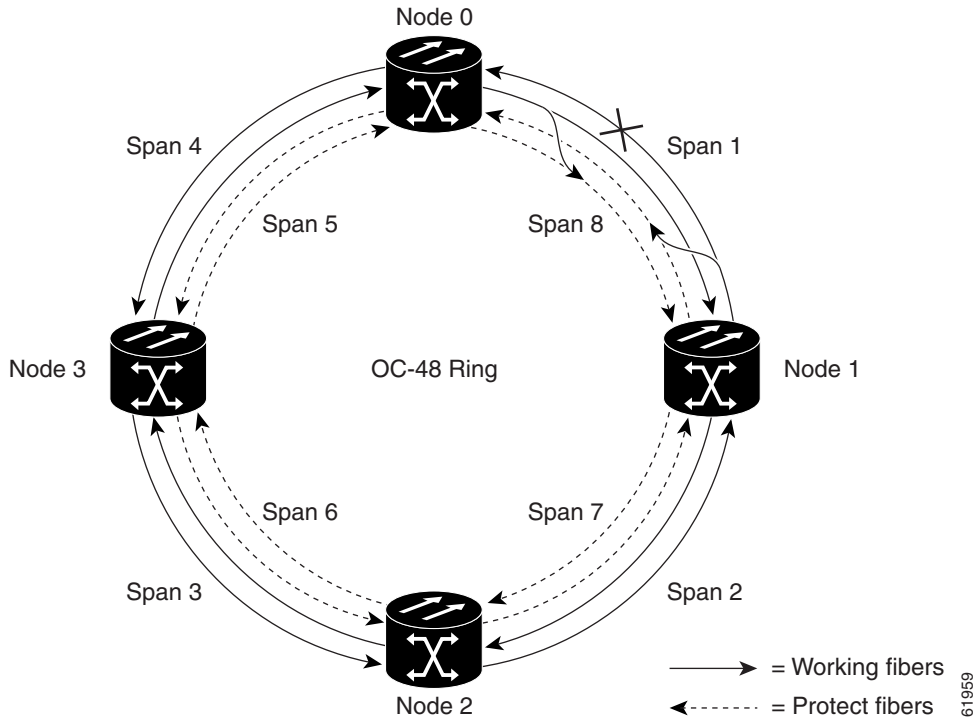 Node 0
Span 4
Span 1
Span 5
Span 8
Node 3
OC-48 Ring
Node 1
Span 6
Span 7
Span 3
Span 2
Node 2
= Working fibers
= Protect fibers
61959